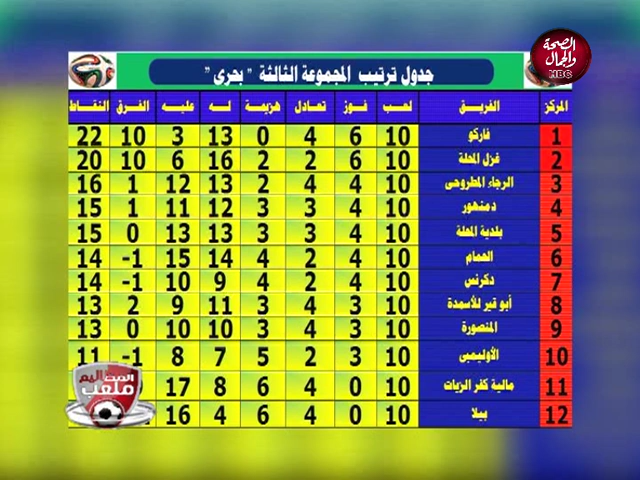 الصحة
والجمال
HBC
جدول ترتيب المجموعة الثالثة " بحرى "
المركز الفريق لعب فوز تعادل هزيمة له عليه الفرق النقاط
1 فاركو 10 6 4 0 13 3 10 22
2 غزل المحلة 10 6 2 2 16 6 10 20
3 الرجاء المطروحى 10 4 4 2 13 12 1 16
4 دمنهور 10 4 3 3 12 11 1 15
5 بلدية المحلة 10 4 3 3 13 13 0 15
6 الحمام 10 4 2 4 14 15 -1 14
7 دكرنس 10 4 2 4 9 10 -1 14
8 أبو قير للأسمدة 10 3 4 3 11 9 2 13
9 المنصورة 10 3 4 3 10 10 0 13
10 الأوليمبى 10 2 3 5 7 8 -1 11
11 مالية كفر الزيات 10 0 4 6 8 17
12 بيلا 10 0 4 6 4 16
ملعب